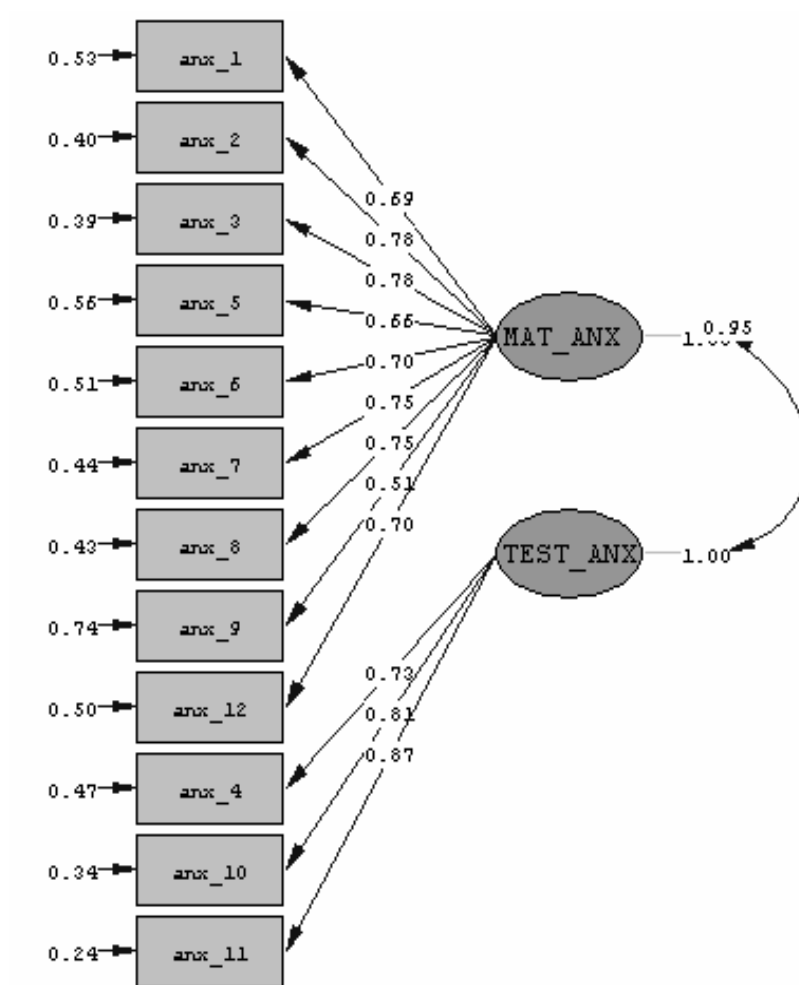 0.53 anx_1
0.40 anx_2
0.39 anx_3
0.56 anx_5
0.51 anx_6
0.44 anx_7
0.43 anx_8
0.74 anx_9
0.50 anx_12
0.47 anx_4
0.34 anx_10
0.24 anx_11
0.69
0.78
0.78
0.66
0.70
0.75
0.75
0.51
0.70
0.73
0.81
0.87
MAT_ANX
0.95
TEST_ANX 1.00